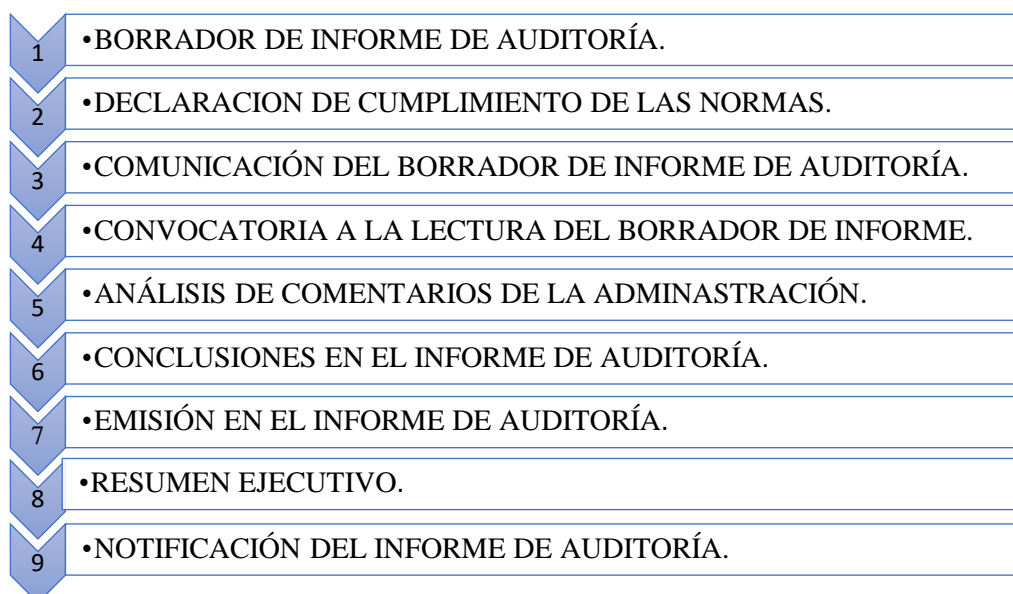 1 •BORRADOR DE INFORME DE AUDITORÍA.
2 •DECLARACION DE CUMPLIMIENTO DE LAS NORMAS.
3 •COMUNICACIÓN DEL BORRADOR DE INFORME DE AUDITORÍA.
4 •CONVOCATORIA A LA LECTURA DEL BORRADOR DE INFORME.
5 •ANÁLISIS DE COMENTARIOS DE LA ADMINASTRACIÓN.
6 •CONCLUSIONES EN EL INFORME DE AUDITORÍA.
7 •EMISIÓN EN EL INFORME DE AUDITORÍA.
8 •RESUMEN EJECUTIVO.
9 •NOTIFICACIÓN DEL INFORME DE AUDITORÍA.